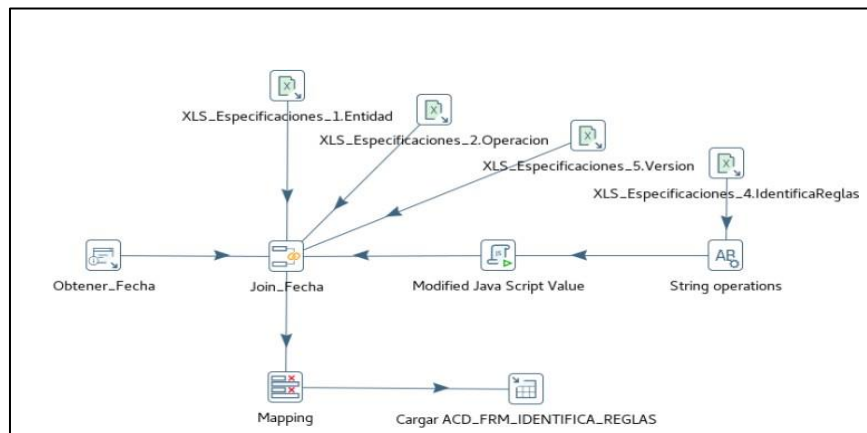 XLS_Especificaciones_1.Entidad
XLS_Especificaciones_2.Operacion
XLS_Especificaciones_5.Version
XLS_Especificaciones_4.IdentificaReglas
Obtener_Fecha
Join_Fecha
Modified Java Script Value
String operations
Mapping
Cargar ACD_FRM_IDENTIFICA_REGLAS